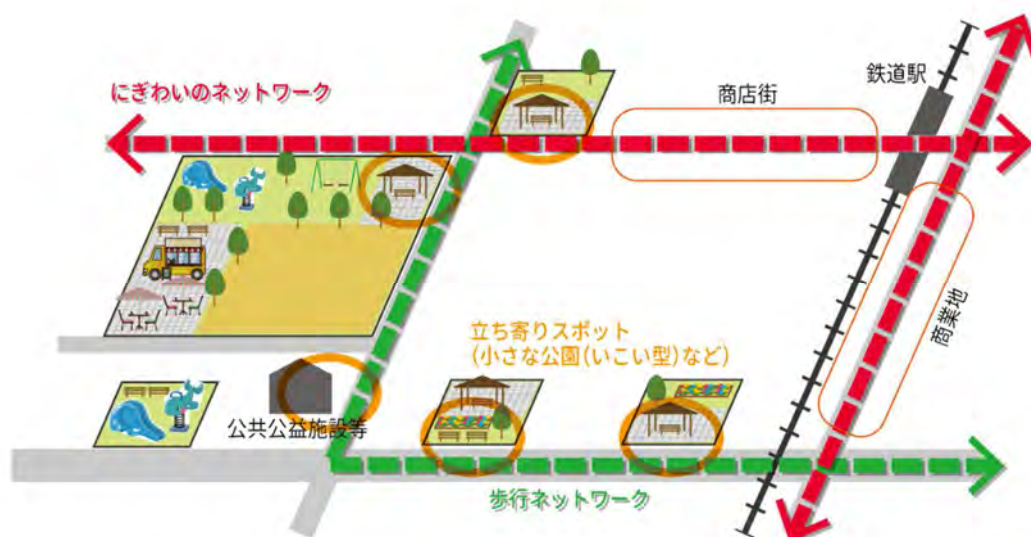 鉄道駅
にぎわいのネットワーク
商店街
商業地
立ち寄りスポット
(小さな公園(いこい型)など)
公共公益施設等
歩行ネットワーク